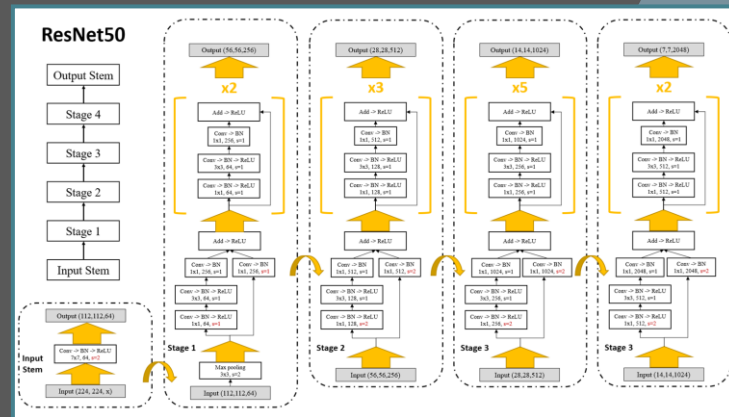 ResNet50
Output Stem
Stage 4
Stage 3
Stage 2
Stage 1
Input Stem
Output (112,112,64)
Conv -> BN -> ReLU
7x7, 64, s=2
Input (224, 224, x)
Input
Stem
Output (56,56,256)
x2
Add -> ReLU
Conv -> BN
1x1, 256, s=1
Conv -> BN -> ReLU
3x3, 64, s=1
Conv -> BN -> ReLU
1x1, 64, s=1
Add -> ReLU
Conv -> BN
1x1, 256, s=1
Conv -> BN
1x1, 256, s=1
Conv -> BN -> ReLU
3x3, 64, s=1
Conv -> BN -> ReLU
1x1, 64, s=1
Stage 1
Max pooling
3x3, s=2
Input (112,112,64)
Output (28,28,512)
x3
Add -> ReLU
Conv -> BN
1x1, 512, s=1
Conv -> BN -> ReLU
3x3, 128, s=1
Conv -> BN -> ReLU
1x1, 128, s=1
Add -> ReLU
Conv -> BN
1x1, 512, s=1
Conv -> BN
1x1, 512, s=2
Conv -> BN -> ReLU
3x3, 128, s=1
Conv -> BN -> ReLU
1x1, 128, s=2
Stage 2
Input (56,56,256)
Output (14,14,1024)
x5
Add -> ReLU
Conv -> BN
1x1, 1024, s=1
Conv -> BN -> ReLU
3x3, 256, s=1
Conv -> BN -> ReLU
1x1, 256, s=1
Add -> ReLU
Conv -> BN
1x1, 1024, s=1
Conv -> BN
1x1, 1024, s=2
Conv -> BN -> ReLU
3x3, 256, s=1
Conv -> BN -> ReLU
1x1, 256, s=2
Stage 3
Input (28,28,512)
Output (7,7,2048)
x2
Add -> ReLU
Conv -> BN
1x1, 2048, s=1
Conv -> BN -> ReLU
3x3, 512, s=1
Conv -> BN -> ReLU
1x1, 512, s=1
Add -> ReLU
Conv -> BN
1x1, 2048, s=1
Conv -> BN
1x1, 2048, s=2
Conv -> BN -> ReLU
3x3, 512, s=1
Conv -> BN -> ReLU
1x1, 512, s=2
Stage 3
Input (14,14,1024)